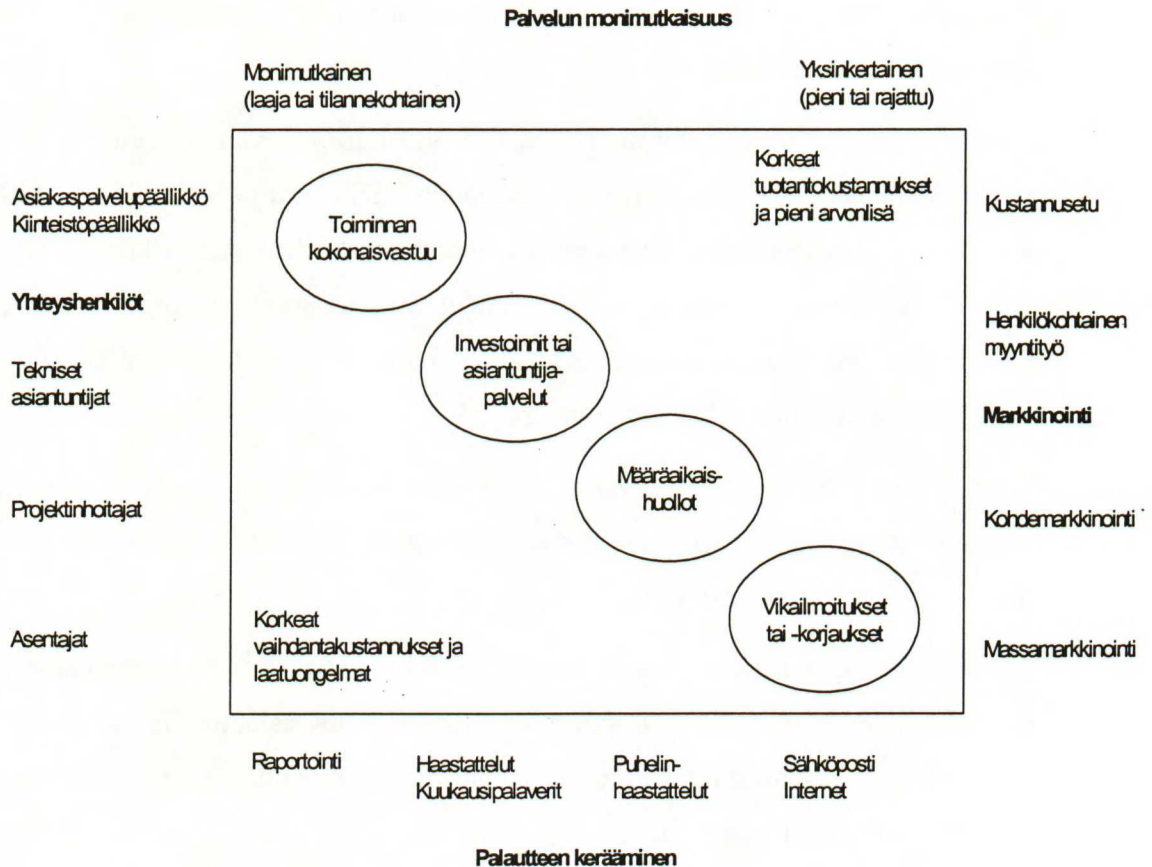 Palvelun monimutkaisuus
Monimutkainen
(laaja tai tilannekohtainen)
Yksinkertainen
(pieni tai rajattu)
Asiakaspalvelupäällikkö
Kiinteistöpäällikkö
Yhteyshenkilöt
Tekniset
asiantuntijat
Projektinhoitajat
Asentajat
Toiminnan
kokonaisvastuu
Investoinnit tai
asiantuntija-
palvelut
Määräaikais-
huollot
Vikailmoitukset
tai -korjaukset
Korkeat
tuotantokustannukset
ja pieni arvonlisä
Korkeat
vaihdantakustannukset ja
laatuongelmat
Kustannusetu
Henkilökohtainen
myyntityö
Markkinointi
Kohdemarkkinointi
Massamarkkinointi
Raportointi
Haastattelut
Kuukausipalaverit
Puhelin-
haastattelut
Sähköposti
Internet
Palautteen kerääminen